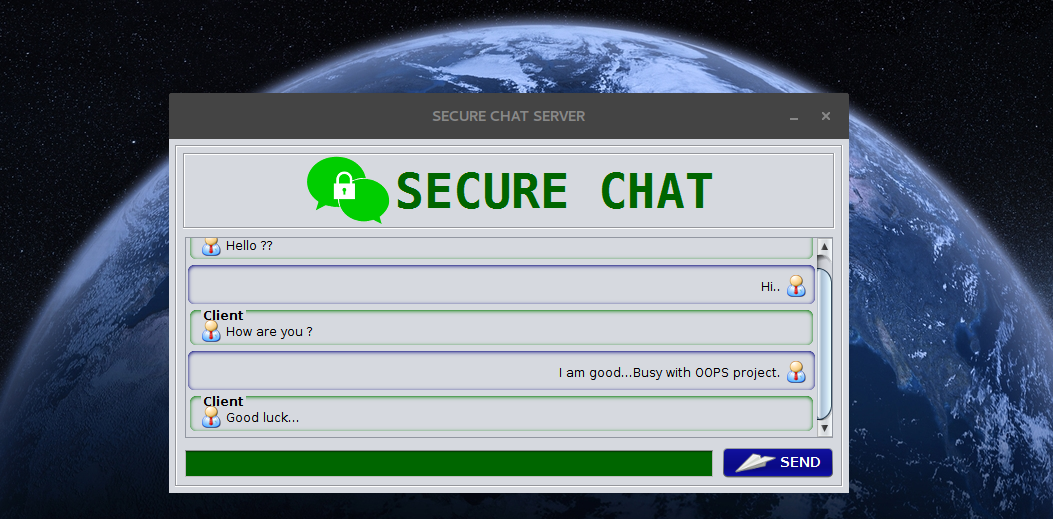 SECURE CHAT SERVER
SECURE CHAT
Hello ??
Hi..
Client
How are you ?
I am good...Busy with OOPS project.
Client
Good luck...
SEND